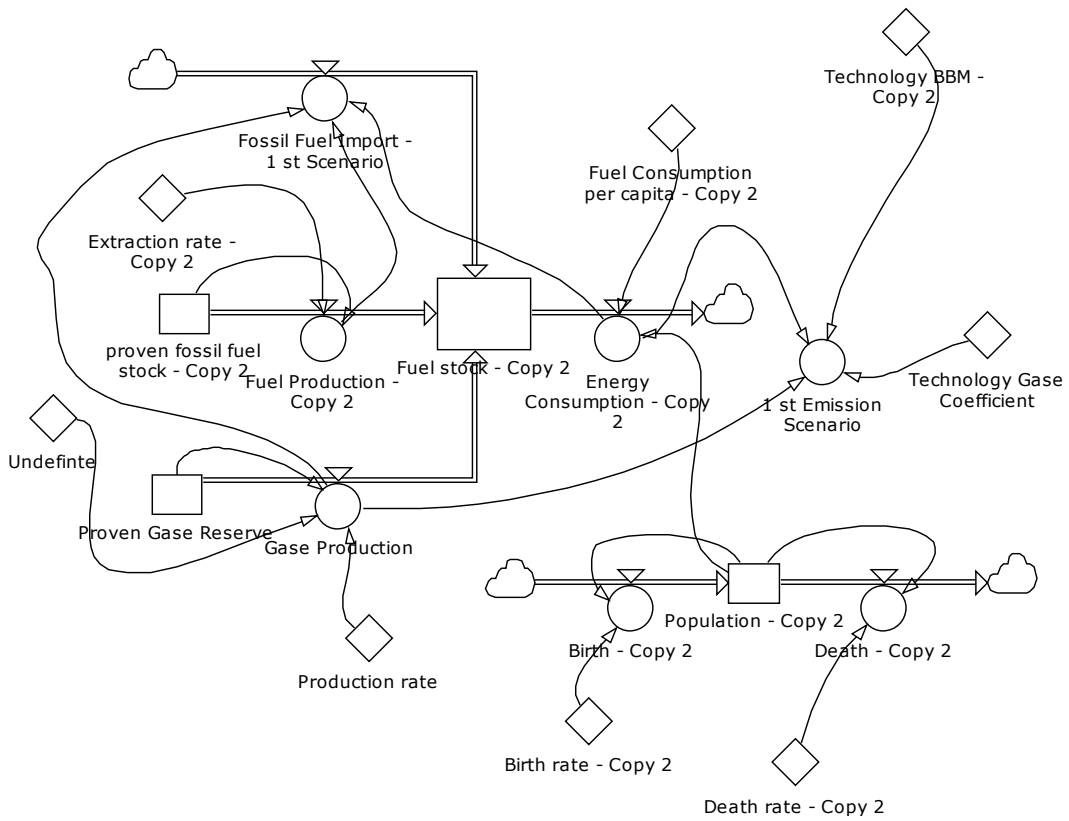 Technology BBM -
Copy 2
Fossil Fuel Import -
1 st Scenario
Fuel Consumption
per capita - Copy 2
Extraction rate -
Copy 2
proven fossil fuel
stock - Copy 2
Fuel Production -
Copy 2
Fuel stock - Copy 2
Energy
Consumption - Copy
2
1 st Emission
Scenario
Technology Gase
Coefficient
Undefinte
Proven Gase Reserve
Gase Production
Production rate
Population - Copy 2
Birth - Copy 2
Death - Copy 2
Birth rate - Copy 2
Death rate - Copy 2